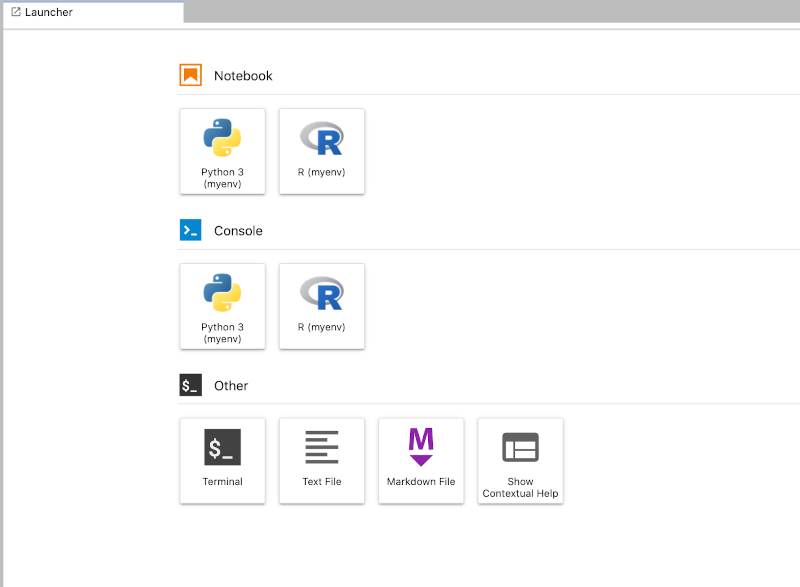 Launcher
Notebook
Python 3
(myenv)
R (myenv)
Console
Python 3
(myenv)
R (myenv)
$_ Other
$_
Terminal
Text File
Markdown File
Show
Contextual Help